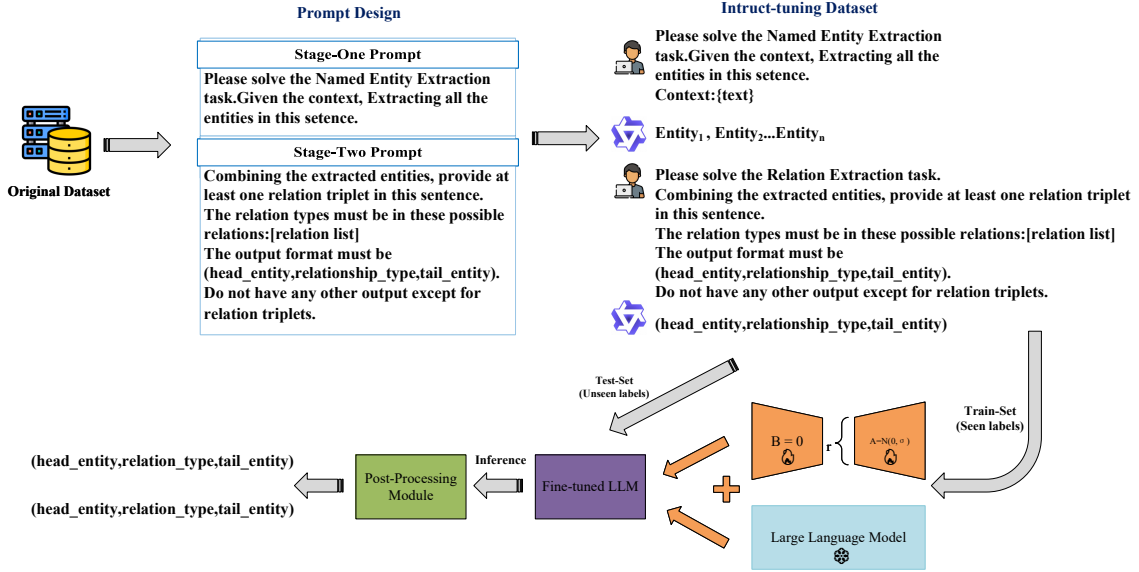 Prompt Design
Stage-One Prompt
Please solve the Named Entity Extraction
task.Given the context, Extracting all the
entities in this setence.
Stage-Two Prompt
Combining the extracted entities, provide at
least one relation triplet in this sentence.
The relation types must be in these possible
relations:[relation list]
The output format must be
(head_entity,relationship_type,tail_entity).
Do not have any other output except for
relation triplets.
Original Dataset
Intruct-tuning Dataset
Please solve the Named Entity Extraction
task.Given the context, Extracting all the
entities in this setence.
Context:{text}
Entity₁ , Entity₂...Entityₙ
Please solve the Relation Extraction task.
Combining the extracted entities, provide at least one relation triplet
in this sentence.
The relation types must be in these possible relations:[relation list]
The output format must be
(head_entity,relationship_type,tail_entity).
Do not have any other output except for relation triplets.
(head_entity,relationship_type,tail_entity)
Test-Set
(Unseen labels)
Train-Set
(Seen labels)
B = 0
r
A=N(0, σ)
Large Language Model
Fine-tuned LLM
Inference
Post-Processing
Module
(head_entity,relation_type,tail_entity)
(head_entity,relation_type,tail_entity)